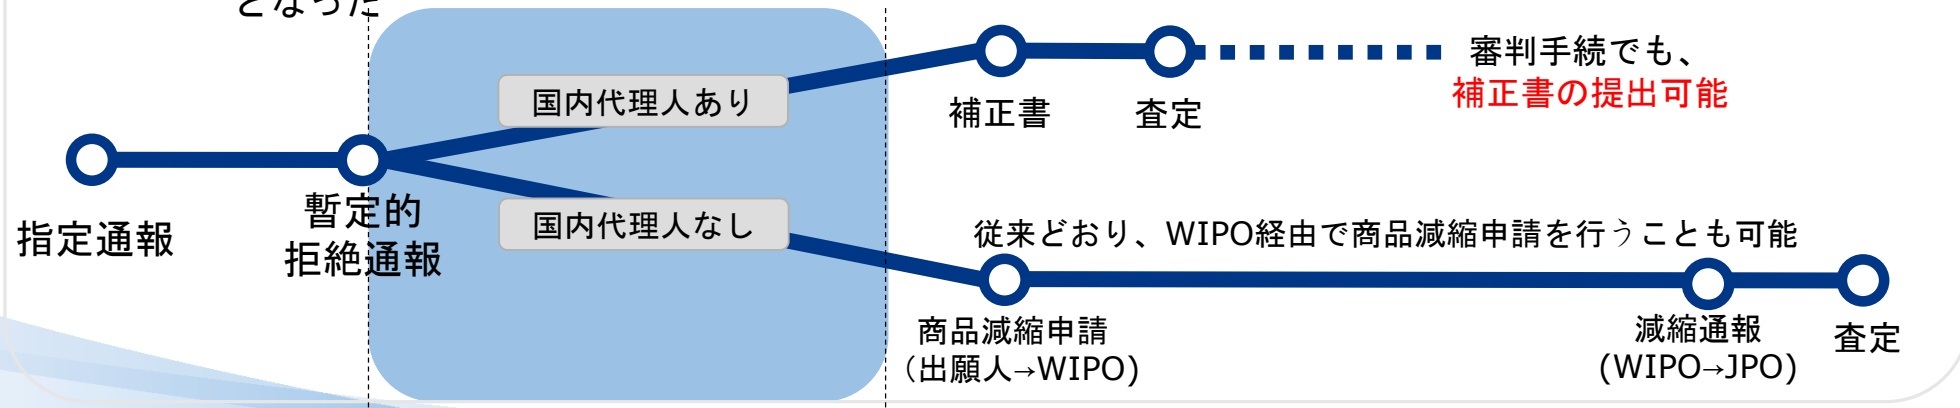 となった
国内代理人あり
補正書
査定
審判手続でも、
補正書の提出可能
指定通報
暫定的
拒絶通報
国内代理人なし
従来どおり、WIPO経由で商品減縮申請を行うことも可能
商品減縮申請
（出願人→WIPO)
減縮通報
(WIPO→JPO)
査定